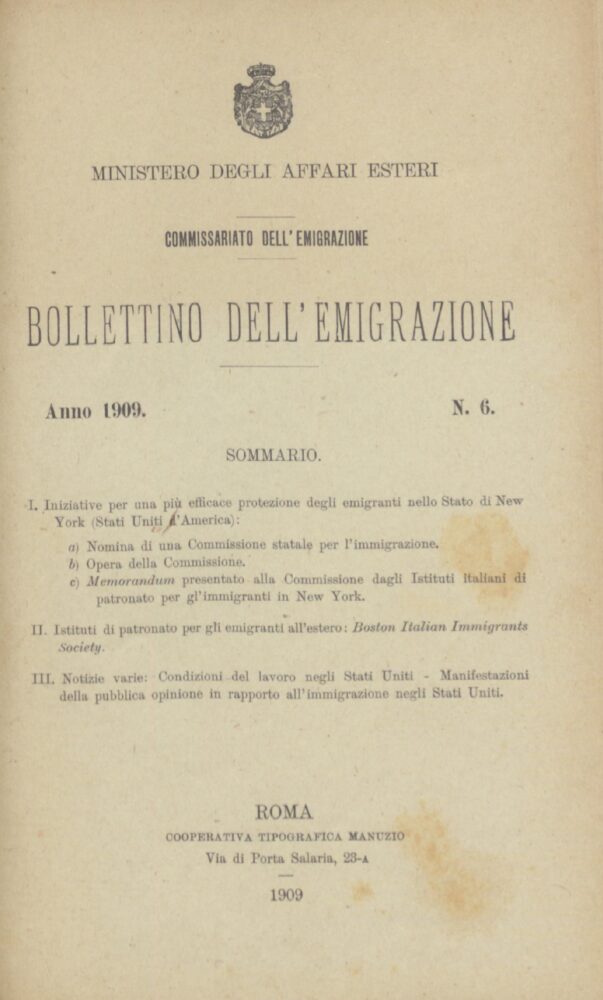 MINISTERO DEGLI AFFARI ESTERI
COMMISSARIATO DELL'EMIGRAZIONE
BOLLETTINO DELL'EMIGRAZIONE
Anno 1909. N. 6.
SOMMARIO.
I. Iniziative per una più efficace protezione degli emigranti nello Stato di New
York (Stati Uniti d'America):
a) Nomina di una Commissione statale per l'immigrazione.
b) Opera della Commissione.
c) Memorandum presentato alla Commissione dagli Istituti italiani di
patronato per gl'immigranti in New York.
II. Istituti di patronato per gli emigranti all'estero: Boston Italian Immigrants
Society.
III. Notizie varie: Condizioni del lavoro negli Stati Uniti - Manifestazioni
della pubblica opinione in rapporto all'immigrazione negli Stati Uniti.
ROMA
COOPERATIVA TIPOGRAFICA MANUZIO
Via di Porta Salaria, 23-A
1909